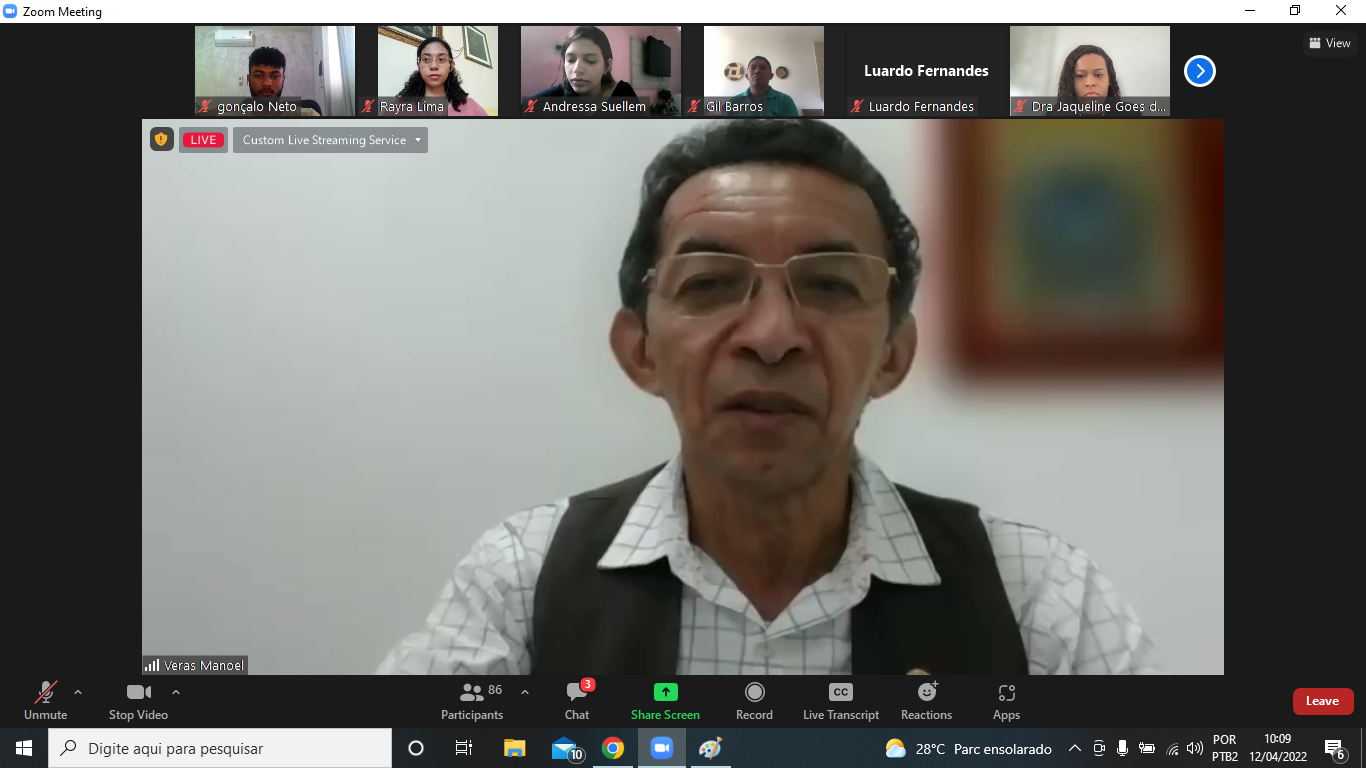 Zoom Meeting
View
gonçalo Neto
Rayra Lima
Andressa Suellem
Gil Barros
Luardo Fernandes
Luardo Fernandes
Dra Jaqueline Goes d...
LIVE
Custom Live Streaming Service
Veras Manoel
Unmute
Stop Video
86
Participants
3
Chat
Share Screen
Record
CC
Live Transcript
Reactions
Apps
Leave
Digite aqui para pesquisar
10
28°C Parc ensolarado
POR
PTB2
10:09
12/04/2022
6